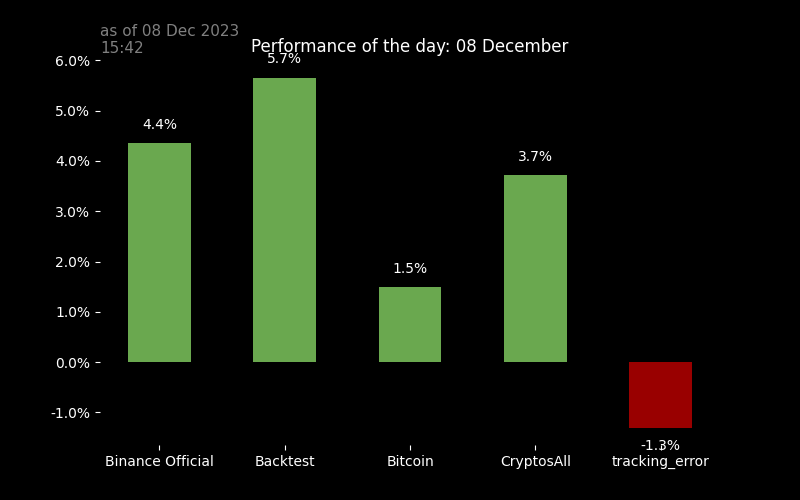 as of 08 Dec 2023
15:42
Performance of the day: 08 December
6.0%
5.0%
4.0%
3.0%
2.0%
1.0%
0.0%
-1.0%
4.4%
5.7%
1.5%
3.7%
-1.3%
Binance Official
Backtest
Bitcoin
CryptosAll
tracking_error